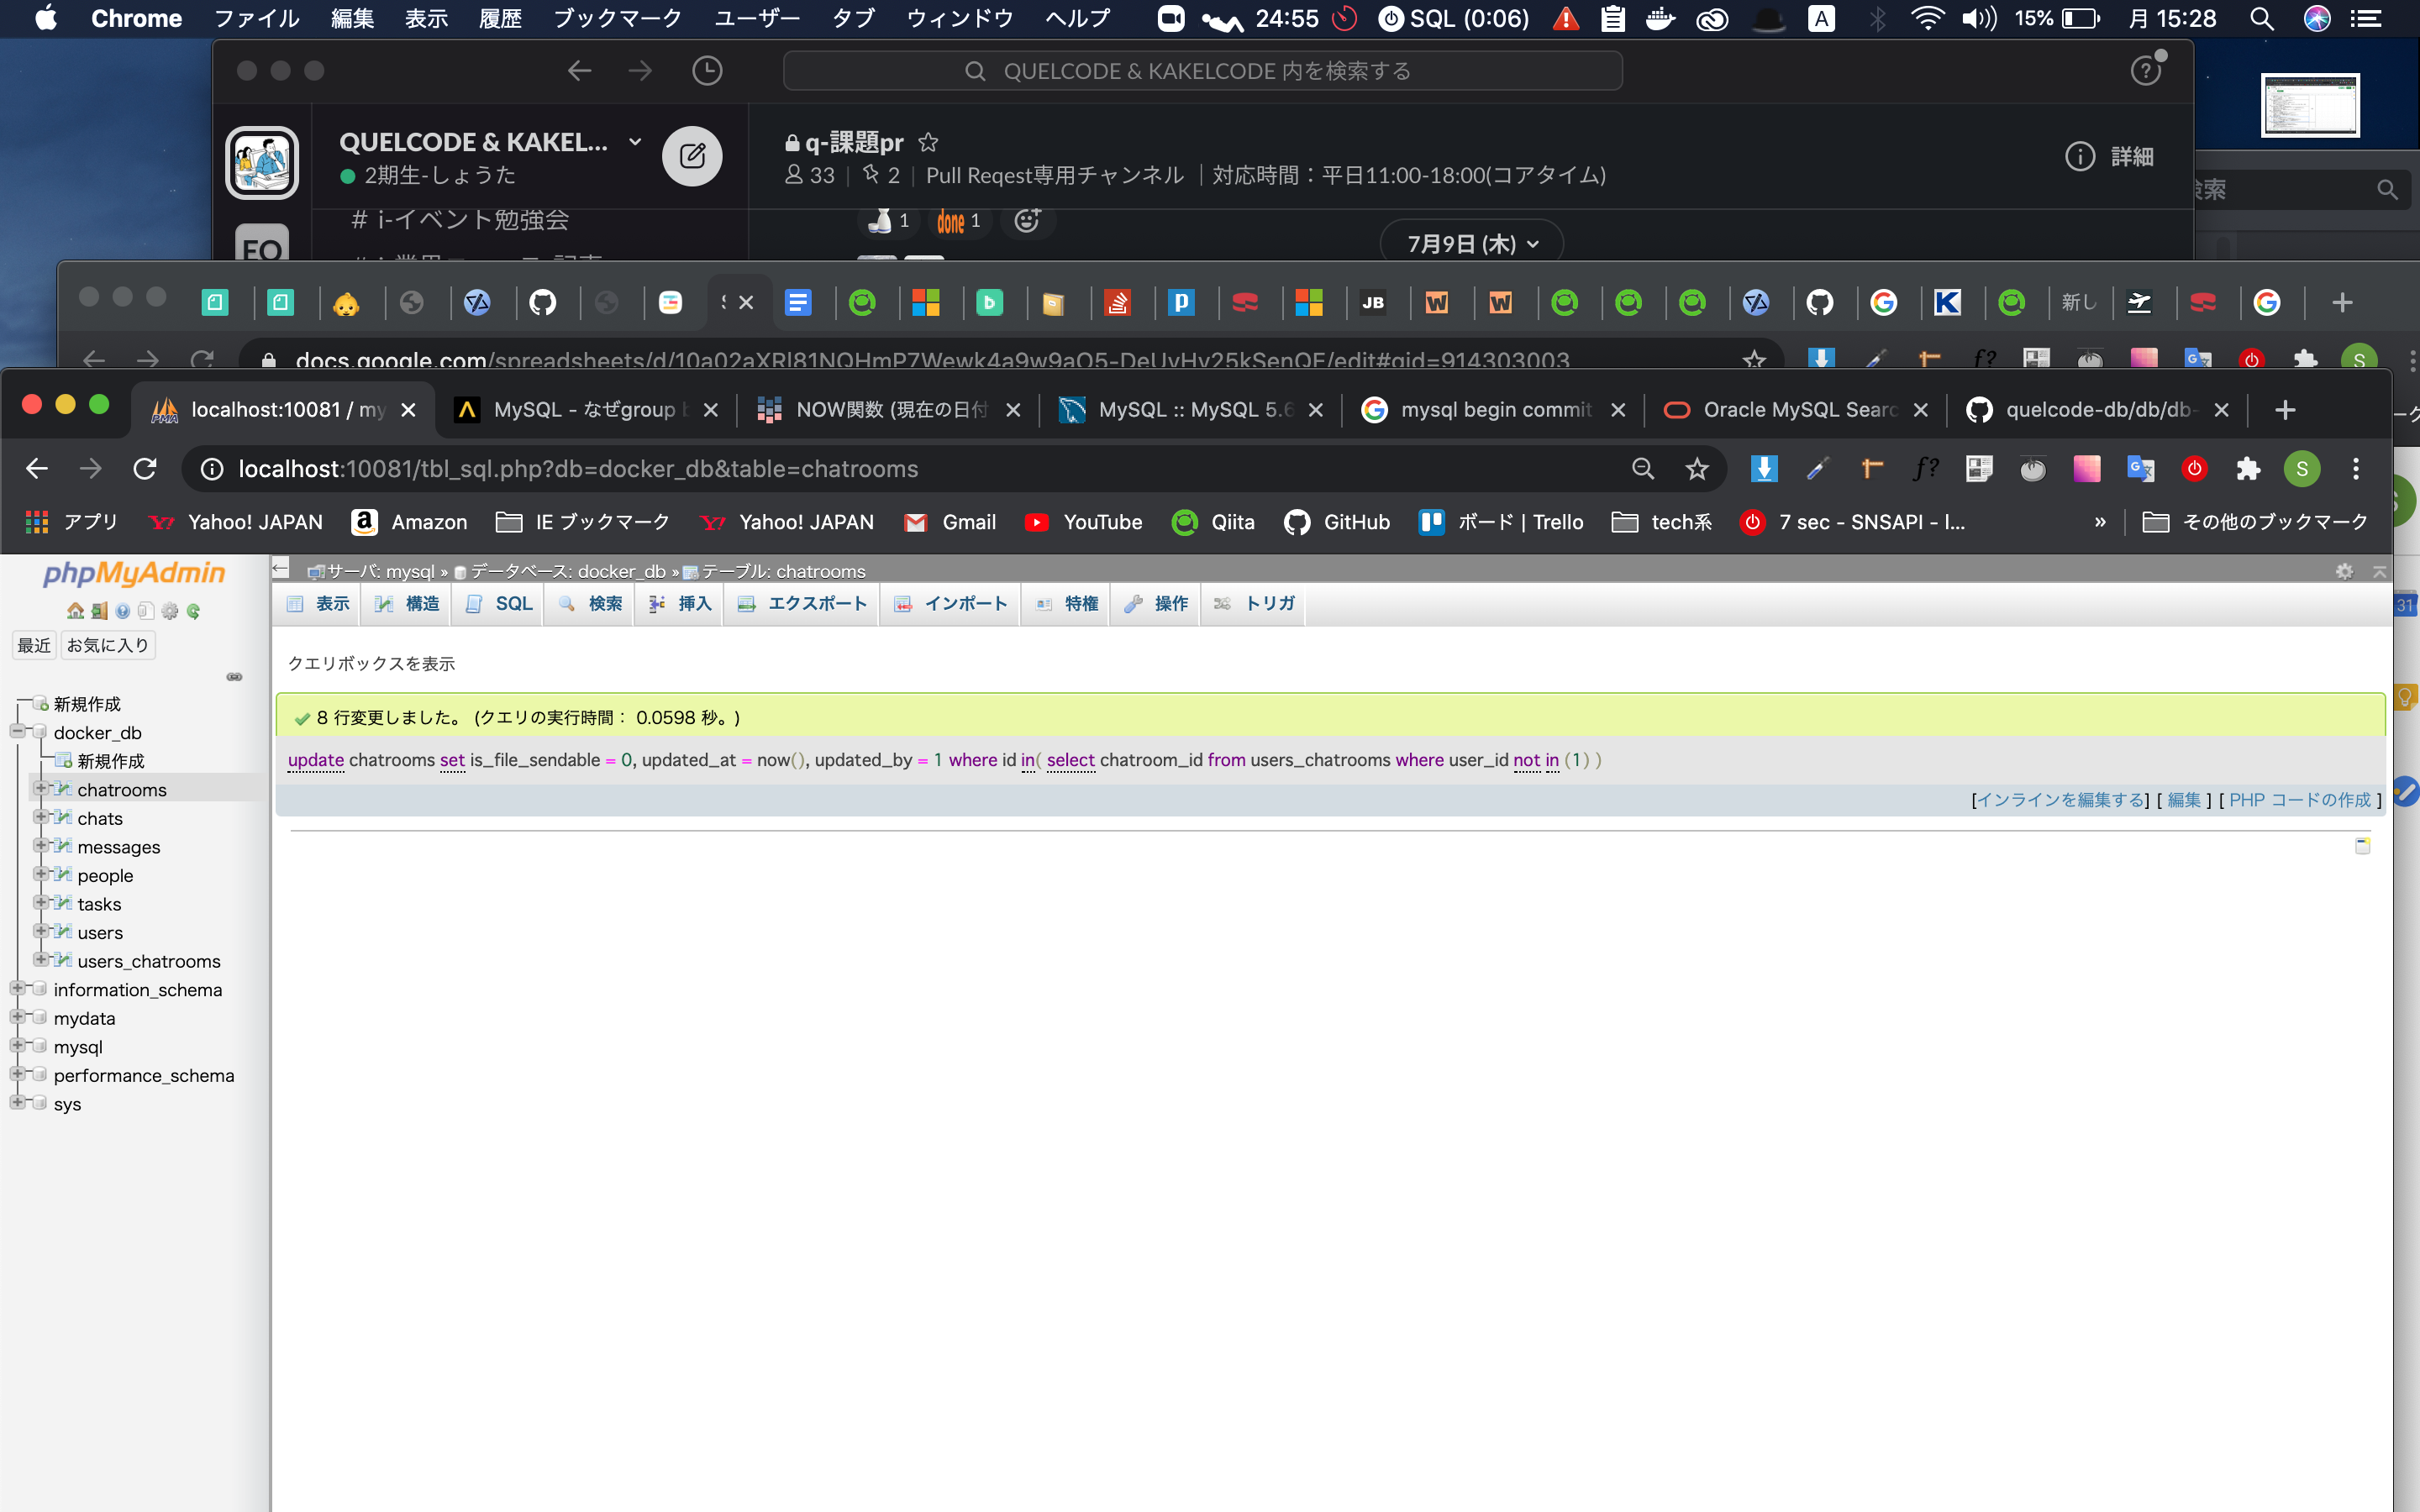 Chrome ファイル 編集 表示 履歴 ブックマーク ユーザー タブ ウィンドウ ヘルプ 24:55 SQL (0:06) A 15% 月 15:28
QUELCODE & KAKELCODE 内を検索する
QUELCODE & KAKEL...
2期生-しょうた
q-課題pr
33 | 2 | Pull Reqest専用チャンネル | 対応時間：平日11:00-18:00(コアタイム)
詳細
# i-イベント勉強会
1 done 1
7月9日 (木)
EQ
新し
docs.google.com/spreadsheets/d/10a02aXRl81NQHmP7Wewk4a9w9aO5-DeUvHv25kSenQE/edit#gid=914303003
localhost:10081 / my
MySQL - なぜgroup b
NOW関数 (現在の日付
MySQL :: MySQL 5.6
mysql begin commit
Oracle MySQL Searc
quelcode-db/db/db-
localhost:10081/tbl_sql.php?db=docker_db&table=chatrooms
アプリ Yahoo! JAPAN Amazon IE ブックマーク Yahoo! JAPAN Gmail YouTube Qiita GitHub ボード | Trello tech系 7 sec - SNSAPI - I... » その他のブックマーク
phpMyAdmin
最近 お気に入り
新規作成
docker_db
新規作成
chatrooms
chats
messages
people
tasks
users
users_chatrooms
information_schema
mydata
mysql
performance_schema
sys
サーバ: mysql » データベース: docker_db » テーブル: chatrooms
表示 構造 SQL 検索 挿入 エクスポート インポート 特権 操作 トリガ
クエリボックスを表示
8 行変更しました。 (クエリの実行時間： 0.0598 秒。)
update chatrooms set is_file_sendable = 0, updated_at = now(), updated_by = 1 where id in( select chatroom_id from users_chatrooms where user_id not in (1) )
[インラインを編集する] [ 編集 ] [ PHP コードの作成 ]